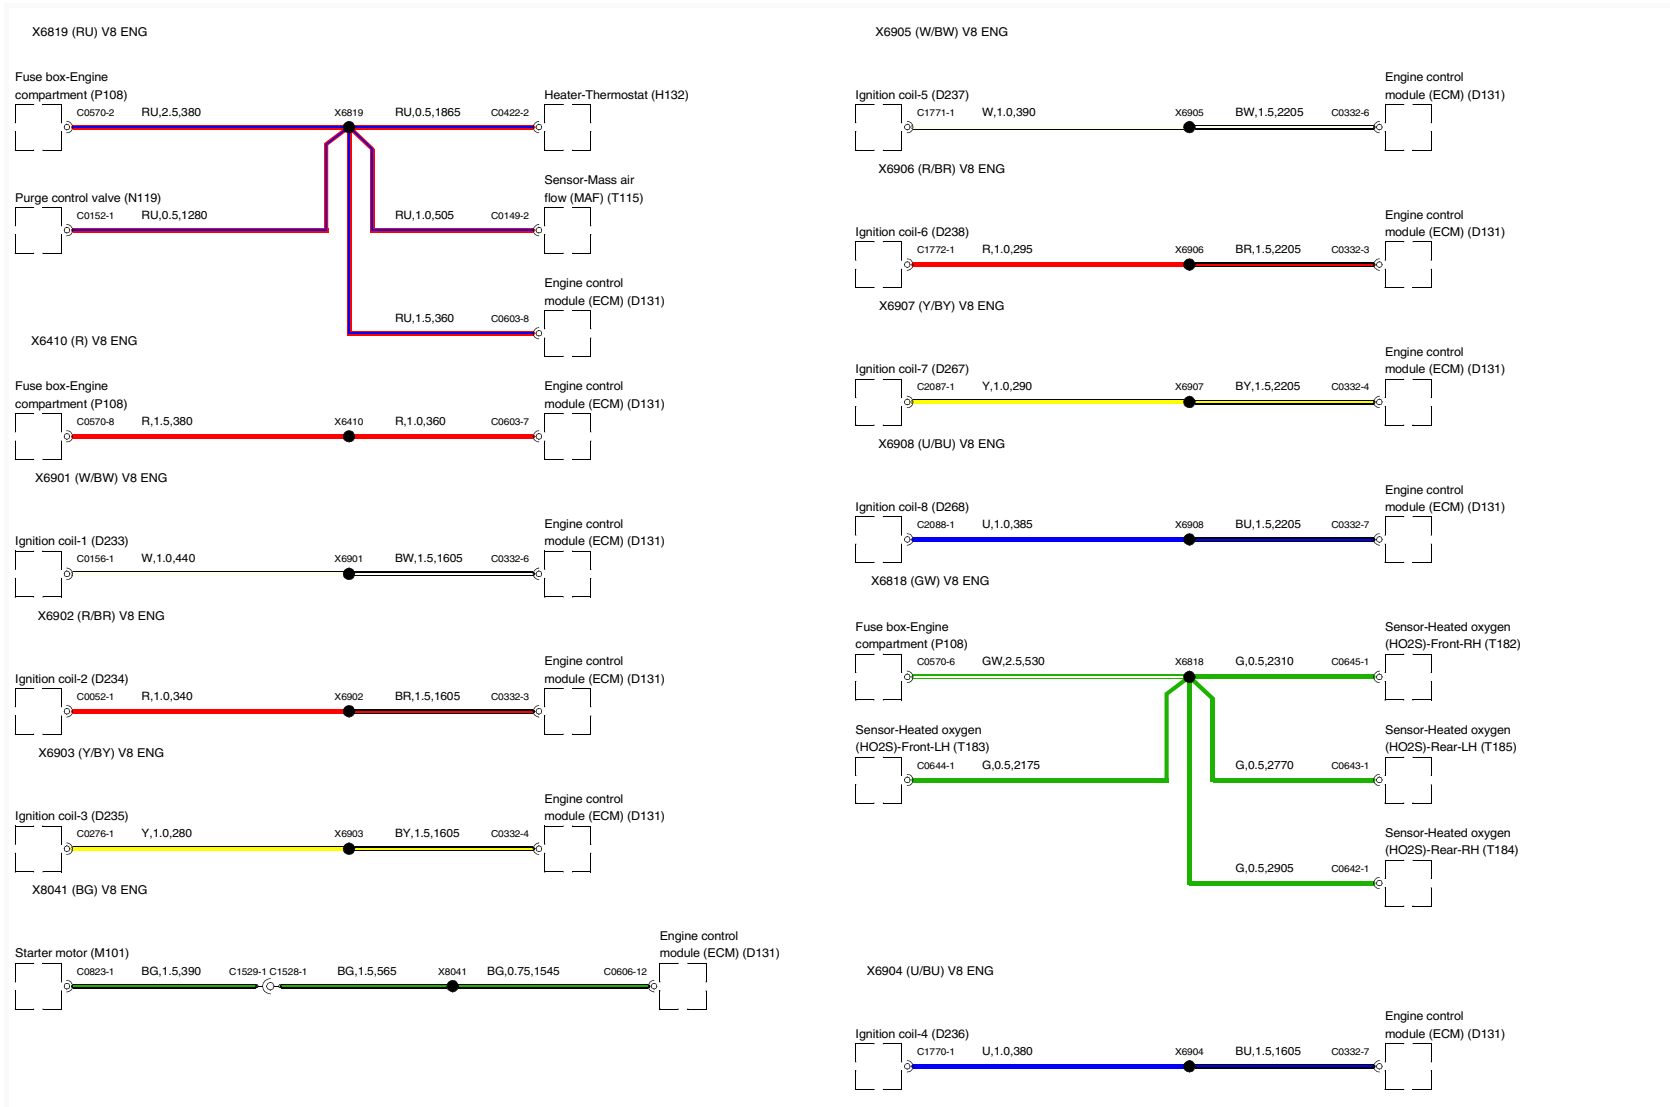 X6819 (RU) V8 ENG
Fuse box-Engine
compartment (P108)
C0570-2 RU,2.5,380 X6819 RU,0.5,1865 C0422-2
Heater-Thermostat (H132)
Purge control valve (N119)
C0152-1 RU,0.5,1280
Sensor-Mass air
flow (MAF) (T115)
RU,1.0,505 C0149-2
Engine control
module (ECM) (D131)
RU,1.5,360 C0603-8
X6410 (R) V8 ENG
Fuse box-Engine
compartment (P108)
C0570-8 R,1.5,380 X6410 R,1.0,360 C0603-7
Engine control
module (ECM) (D131)
X6901 (W/BW) V8 ENG
Ignition coil-1 (D233)
C0156-1 W,1.0,440 X6901 BW,1.5,1605 C0332-6
Engine control
module (ECM) (D131)
X6902 (R/BR) V8 ENG
Ignition coil-2 (D234)
C0052-1 R,1.0,340 X6902 BR,1.5,1605 C0332-3
Engine control
module (ECM) (D131)
X6903 (Y/BY) V8 ENG
Ignition coil-3 (D235)
C0276-1 Y,1.0,280 X6903 BY,1.5,1605 C0332-4
Engine control
module (ECM) (D131)
X8041 (BG) V8 ENG
Starter motor (M101)
C0823-1 BG,1.5,390 C1529-1 C1528-1 BG,1.5,565 X8041 BG,0.75,1545 C0606-12
Engine control
module (ECM) (D131)
X6905 (W/BW) V8 ENG
Ignition coil-5 (D237)
C1771-1 W,1.0,390 X6905 BW,1.5,2205 C0332-6
Engine control
module (ECM) (D131)
X6906 (R/BR) V8 ENG
Ignition coil-6 (D238)
C1772-1 R,1.0,295 X6906 BR,1.5,2205 C0332-3
Engine control
module (ECM) (D131)
X6907 (Y/BY) V8 ENG
Ignition coil-7 (D267)
C2087-1 Y,1.0,290 X6907 BY,1.5,2205 C0332-4
Engine control
module (ECM) (D131)
X6908 (U/BU) V8 ENG
Ignition coil-8 (D268)
C2088-1 U,1.0,385 X6908 BU,1.5,2205 C0332-7
Engine control
module (ECM) (D131)
X6818 (GW) V8 ENG
Fuse box-Engine
compartment (P108)
C0570-6 GW,2.5,530 X6818 G,0.5,2310 C0645-1
Sensor-Heated oxygen
(HO2S)-Front-RH (T182)
Sensor-Heated oxygen
(HO2S)-Front-LH (T183)
C0644-1 G,0.5,2175
Sensor-Heated oxygen
(HO2S)-Rear-LH (T185)
G,0.5,2770 C0643-1
Sensor-Heated oxygen
(HO2S)-Rear-RH (T184)
G,0.5,2905 C0642-1
X6904 (U/BU) V8 ENG
Ignition coil-4 (D236)
C1770-1 U,1.0,380 X6904 BU,1.5,1605 C0332-7
Engine control
module (ECM) (D131)